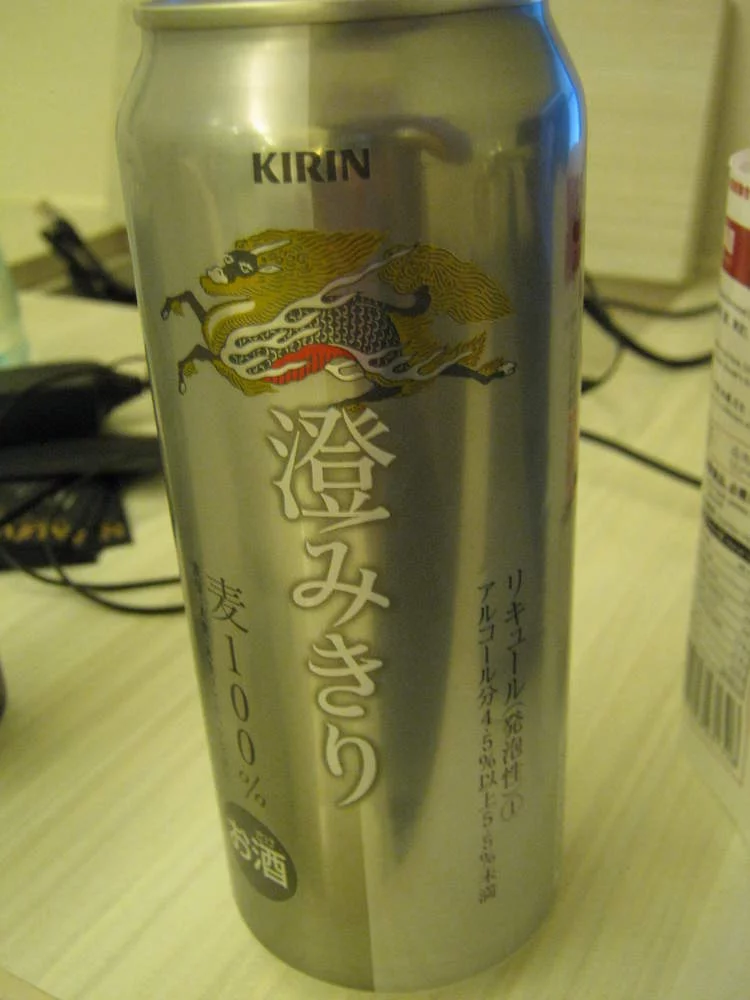 KIRIN
澄みきり
リキュール(発泡性)①
アルコール分4.5%以上5.5%未満
麦100%
お酒